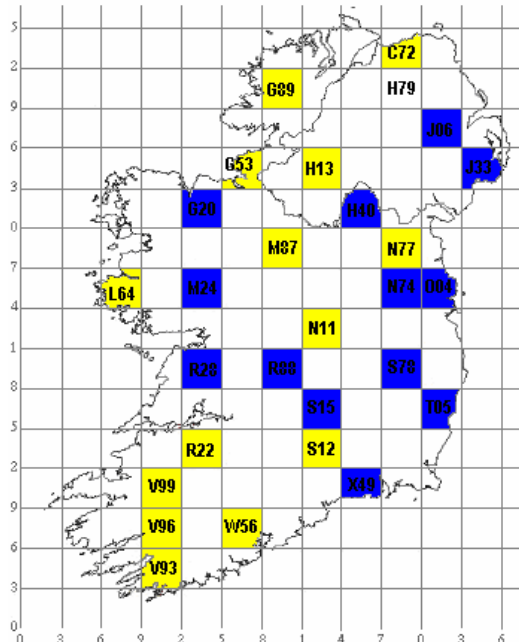 5
C72
2
G89 H79
9
J06
6
G53 H13 J33
3
G20 H40
0
M87 N77
7
L64 M24 N74 O04
4
N11
1
R28 R88 S78
8
S15 T05
5
R22 S12
2
V99 X49
9
V96 W56
6
V93
3
0
0 3 6 9 2 5 8 1 4 7 0 3 6